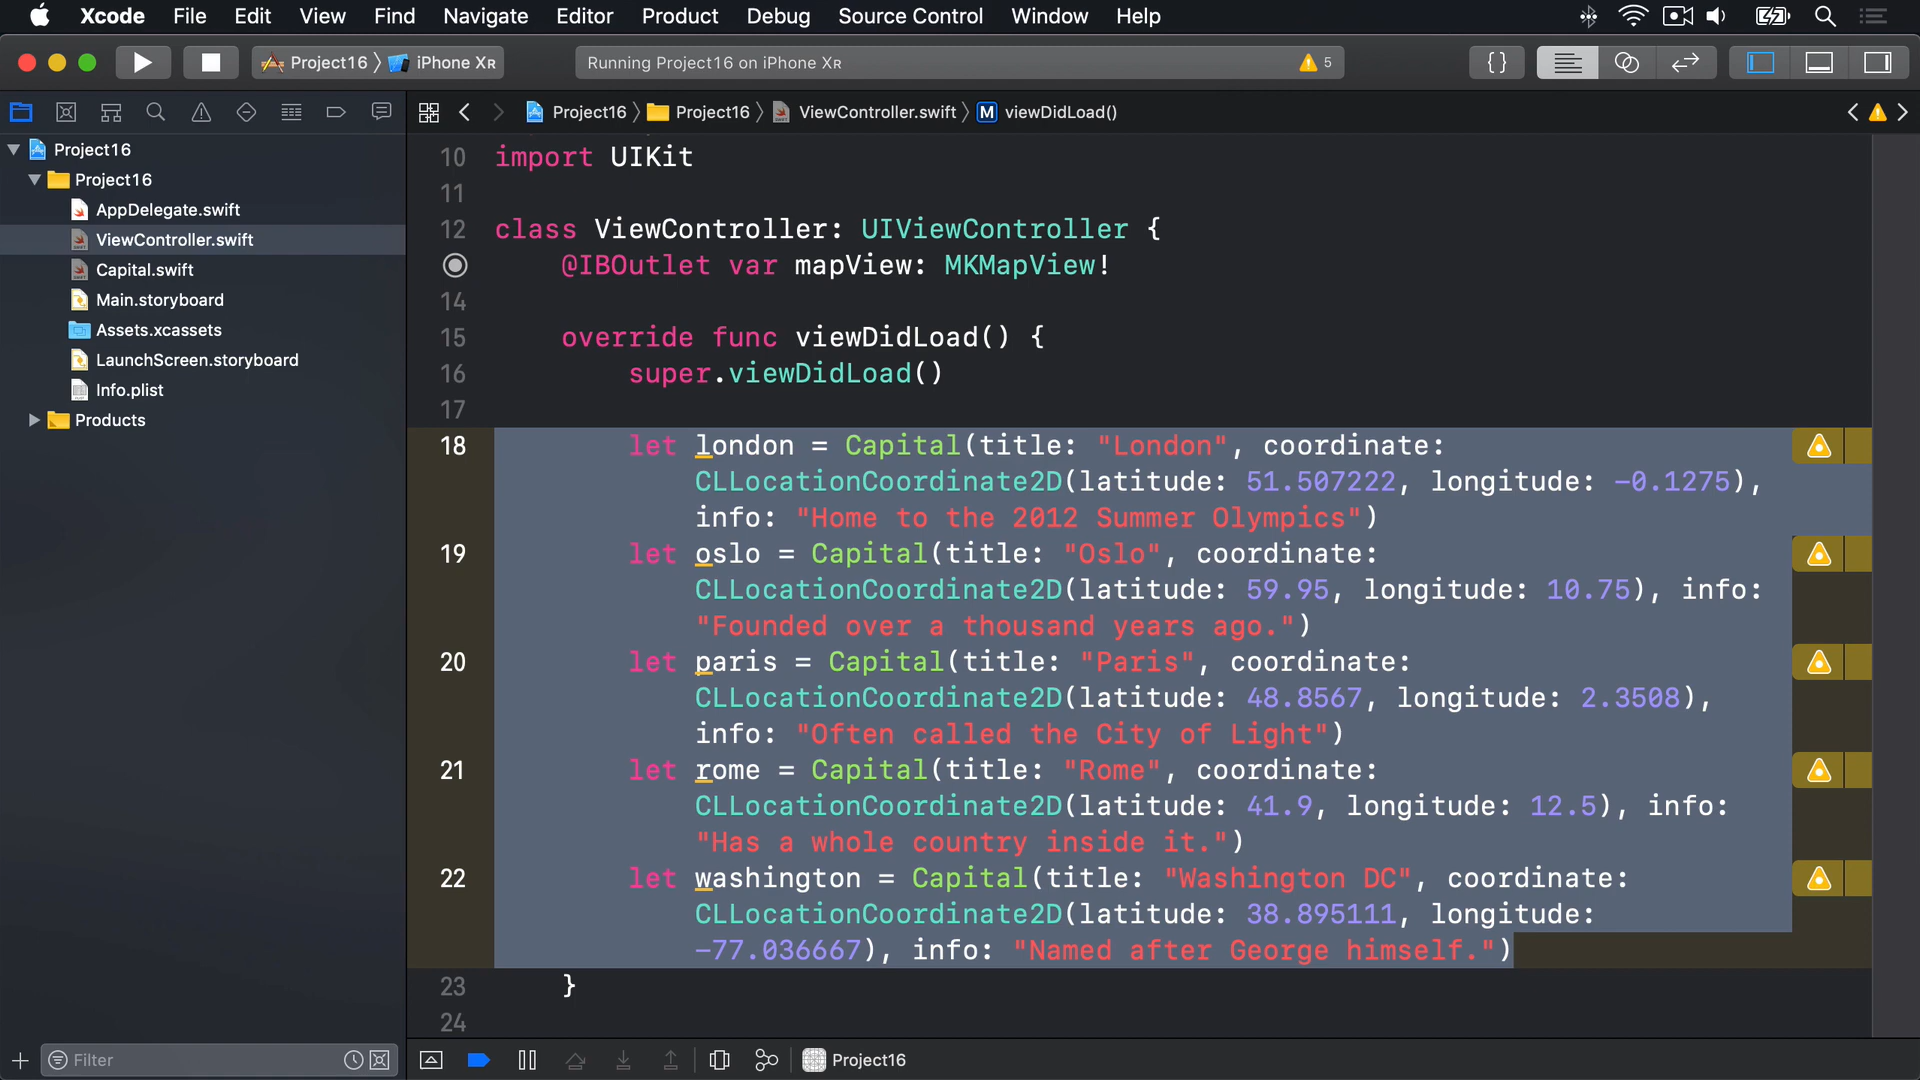 Xcode File Edit View Find Navigate Editor Product Debug Source Control Window Help
Project16 iPhone XR
Running Project16 on iPhone XR
5
{}
Project16 Project16 ViewController.swift M viewDidLoad()
Project16
Project16
AppDelegate.swift
ViewController.swift
Capital.swift
Main.storyboard
Assets.xcassets
LaunchScreen.storyboard
Info.plist
Products
10 import UIKit
11
12 class ViewController: UIViewController {
@IBOutlet var mapView: MKMapView!
14
15 override func viewDidLoad() {
16 super.viewDidLoad()
17
18 let london = Capital(title: "London", coordinate:
CLLocationCoordinate2D(latitude: 51.507222, longitude: -0.1275),
info: "Home to the 2012 Summer Olympics")
19 let oslo = Capital(title: "Oslo", coordinate:
CLLocationCoordinate2D(latitude: 59.95, longitude: 10.75), info:
"Founded over a thousand years ago.")
20 let paris = Capital(title: "Paris", coordinate:
CLLocationCoordinate2D(latitude: 48.8567, longitude: 2.3508),
info: "Often called the City of Light")
21 let rome = Capital(title: "Rome", coordinate:
CLLocationCoordinate2D(latitude: 41.9, longitude: 12.5), info:
"Has a whole country inside it.")
22 let washington = Capital(title: "Washington DC", coordinate:
CLLocationCoordinate2D(latitude: 38.895111, longitude:
-77.036667), info: "Named after George himself.")
23 }
24
Filter
Project16